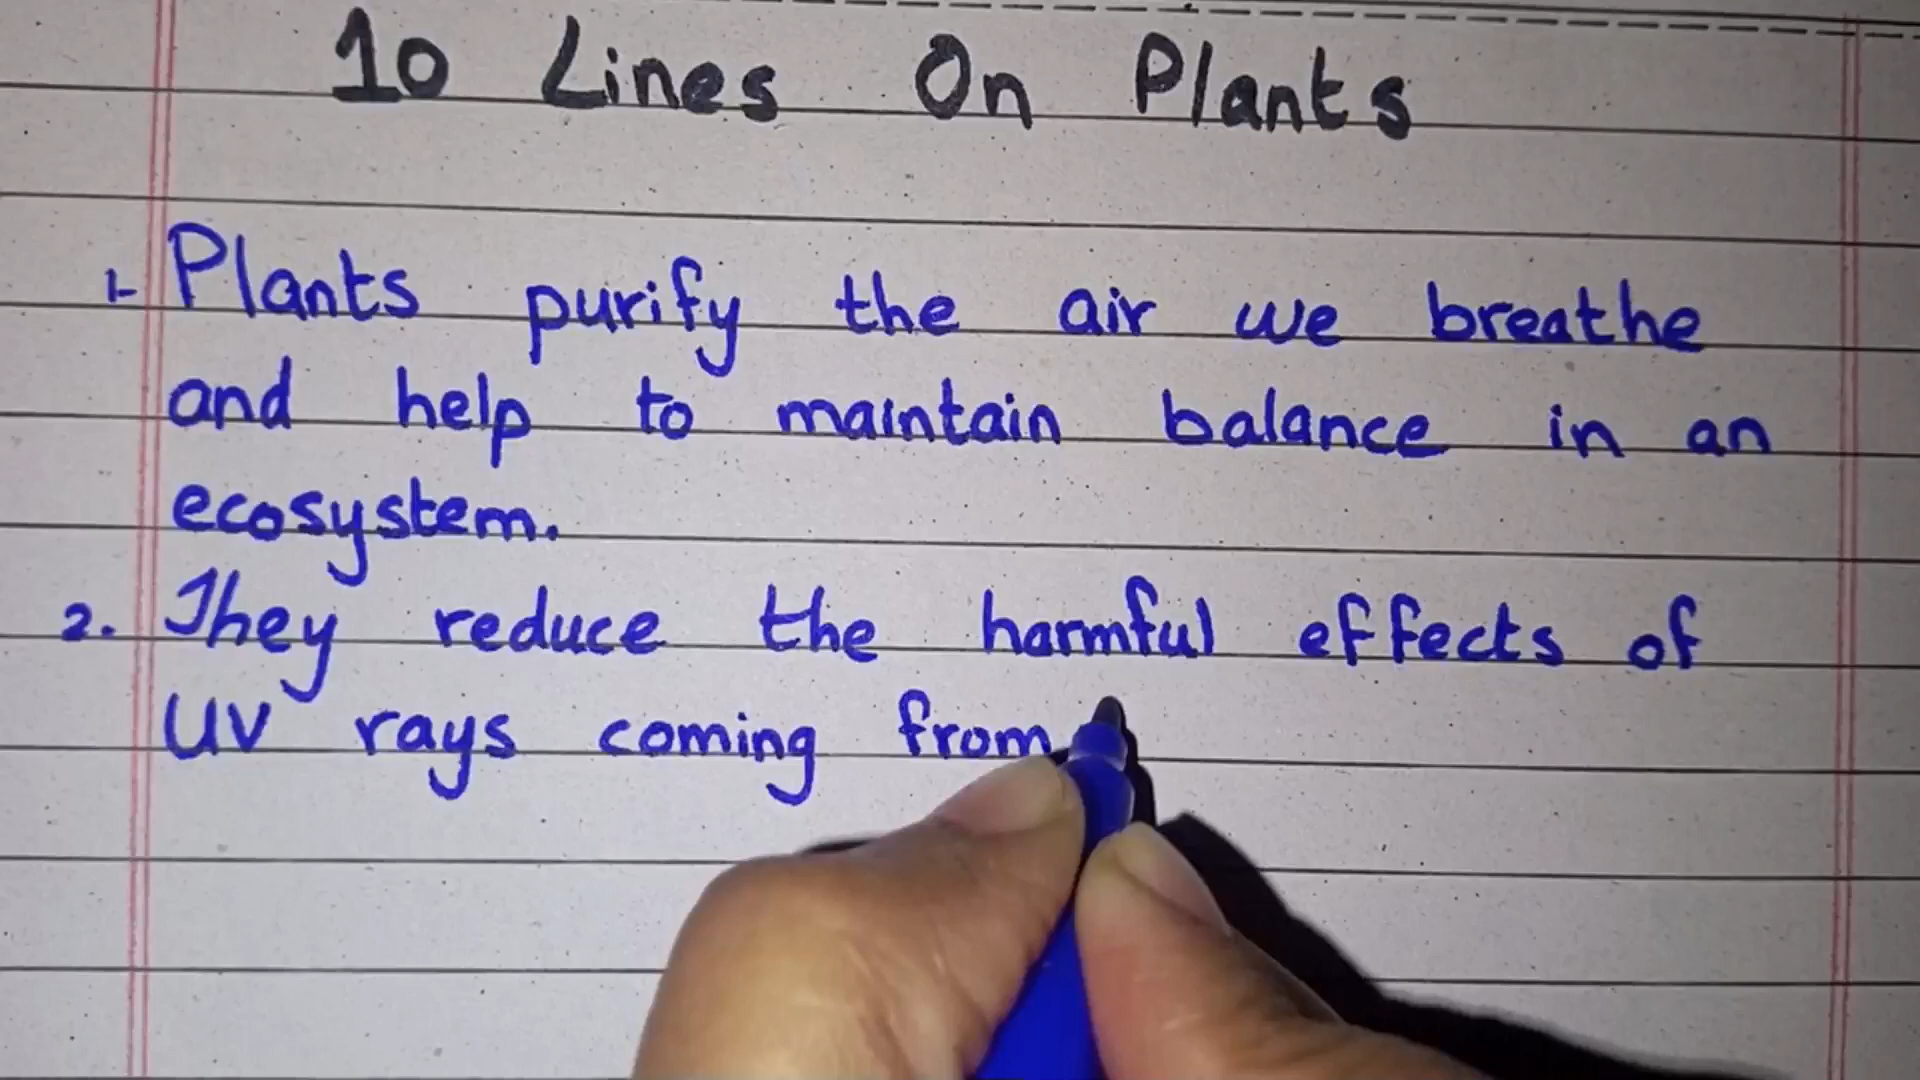 10 Lines On Plants
1- Plants purify the air we breathe
and help to maintain balance in an
ecosystem.
2. They reduce the harmful effects of
UV rays coming from